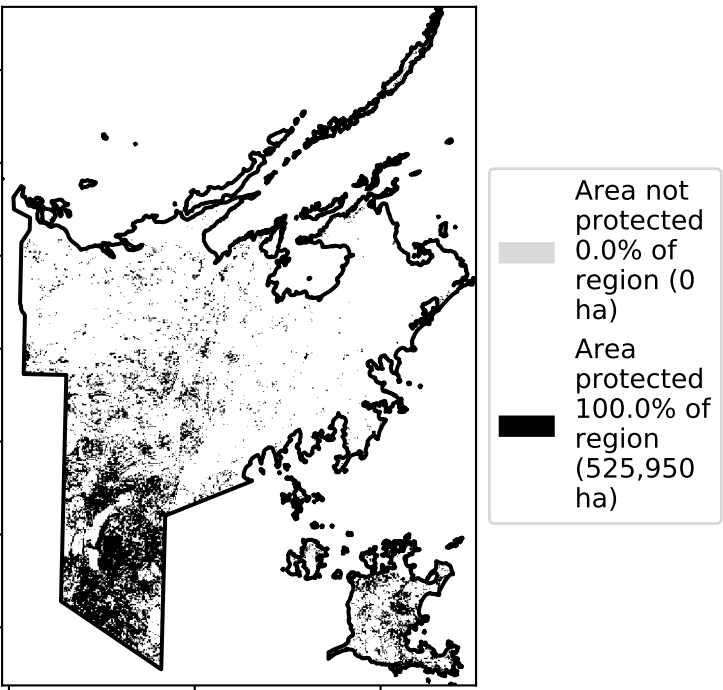 Area not
protected
0.0% of
region (0
ha)
Area
protected
100.0% of
region
(525,950
ha)